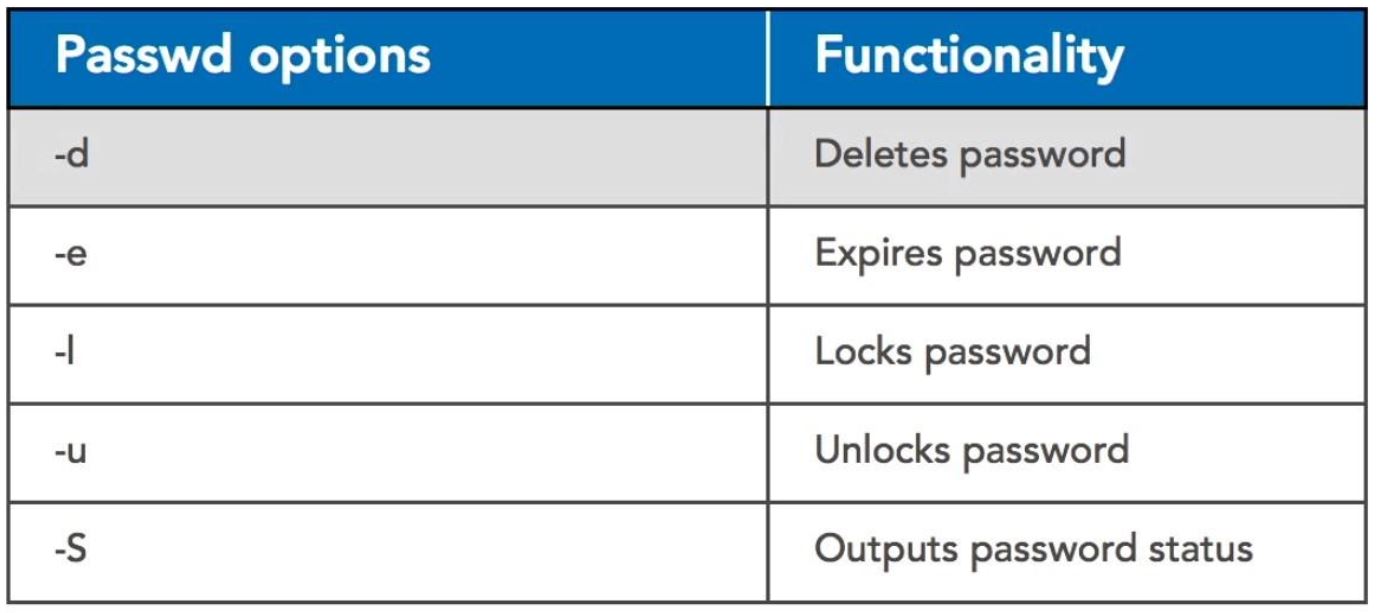 Passwd options Functionality
-d Deletes password
-e Expires password
-l Locks password
-u Unlocks password
-S Outputs password status